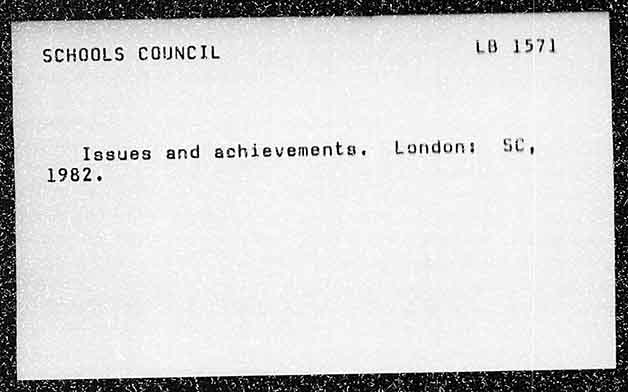 SCHOOLS COUNCIL LB 1571
Issues and achievements. London: SC,
1982.